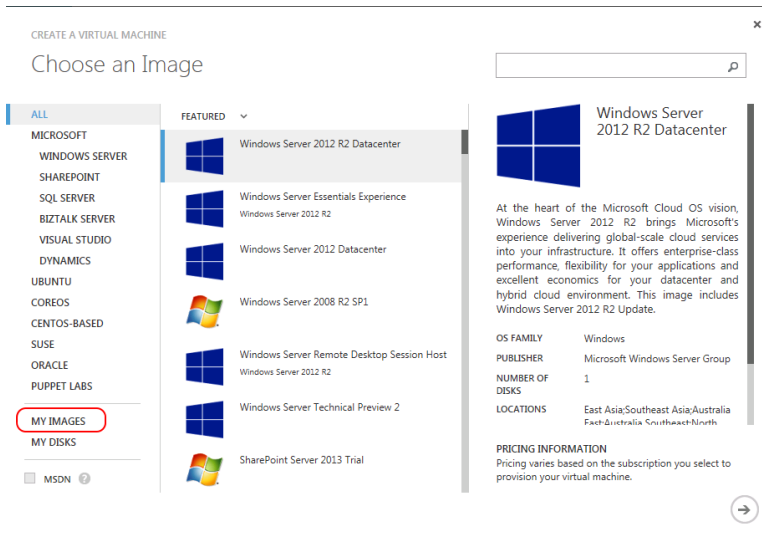 CREATE A VIRTUAL MACHINE
Choose an Image
ALL
MICROSOFT
WINDOWS SERVER
SHAREPOINT
SQL SERVER
BIZTALK SERVER
VISUAL STUDIO
DYNAMICS
UBUNTU
COREOS
CENTOS-BASED
SUSE
ORACLE
PUPPET LABS
MY IMAGES
MY DISKS
MSDN ?
FEATURED
Windows Server 2012 R2 Datacenter
Windows Server Essentials Experience
Windows Server 2012 R2
Windows Server 2012 Datacenter
Windows Server 2008 R2 SP1
Windows Server Remote Desktop Session Host
Windows Server 2012 R2
Windows Server Technical Preview 2
SharePoint Server 2013 Trial
Windows Server
2012 R2 Datacenter
At the heart of the Microsoft Cloud OS vision,
Windows Server 2012 R2 brings Microsoft's
experience delivering global-scale cloud services
into your infrastructure. It offers enterprise-class
performance, flexibility for your applications and
excellent economics for your datacenter and
hybrid cloud environment. This image includes
Windows Server 2012 R2 Update.
OS FAMILY Windows
PUBLISHER Microsoft Windows Server Group
NUMBER OF 1
DISKS
LOCATIONS East Asia;Southeast Asia;Australia
East;Australia Southeast;North
PRICING INFORMATION
Pricing varies based on the subscription you select to
provision your virtual machine.